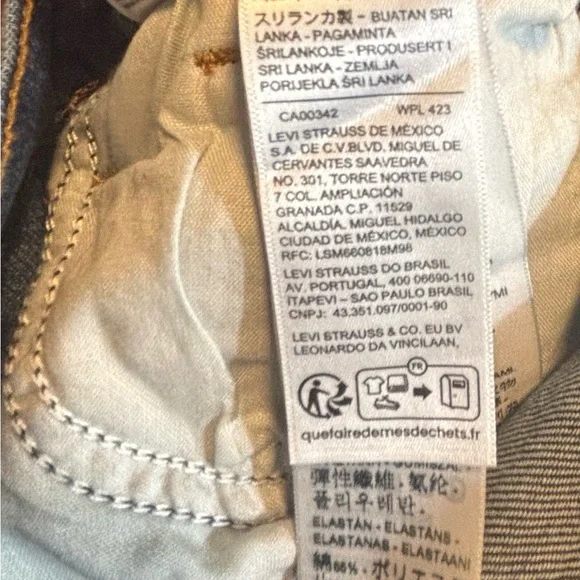 スリランカ製 - BUATAN SRI
LANKA - PAGAMINTA
ŠRILANKOJE - PRODUSERT I
SRI LANKA - ZEMLJA
PORIJEKLA ŠRI LANKA
CA00342 WPL 423
LEVI STRAUSS DE MÉXICO
S.A. DE C.V.BLVD. MIGUEL DE
CERVANTES SAAVEDRA
NO. 301, TORRE NORTE PISO
7 COL. AMPLIACIÓN
GRANADA C.P. 11529
ALCALDÍA. MIGUEL HIDALGO
CIUDAD DE MÉXICO, MÉXICO
RFC: LSM660818M98
LEVI STRAUSS DO BRASIL
AV. PORTUGAL, 400 06690-110
ITAPEVI - SAO PAULO BRASIL
CNPJ: 43.351.097/0001-90
LEVI STRAUSS & CO. EU BV
LEONARDO DA VINCILAAN,
FR
quefairedemesdechets.fr
彈性纖維 · 氨纶 ·
폴리우레탄 ·
ELASTÁN - ELASTĀNS -
ELASTANAS - ELASTAANI